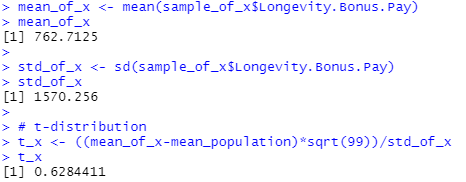 > mean_of_x <- mean(sample_of_x$Longevity.Bonus.Pay)
> mean_of_x
[1] 762.7125
>
> std_of_x <- sd(sample_of_x$Longevity.Bonus.Pay)
> std_of_x
[1] 1570.256
>
> # t-distribution
> t_x <- ((mean_of_x-mean_population)*sqrt(99))/std_of_x
> t_x
[1] 0.6284411